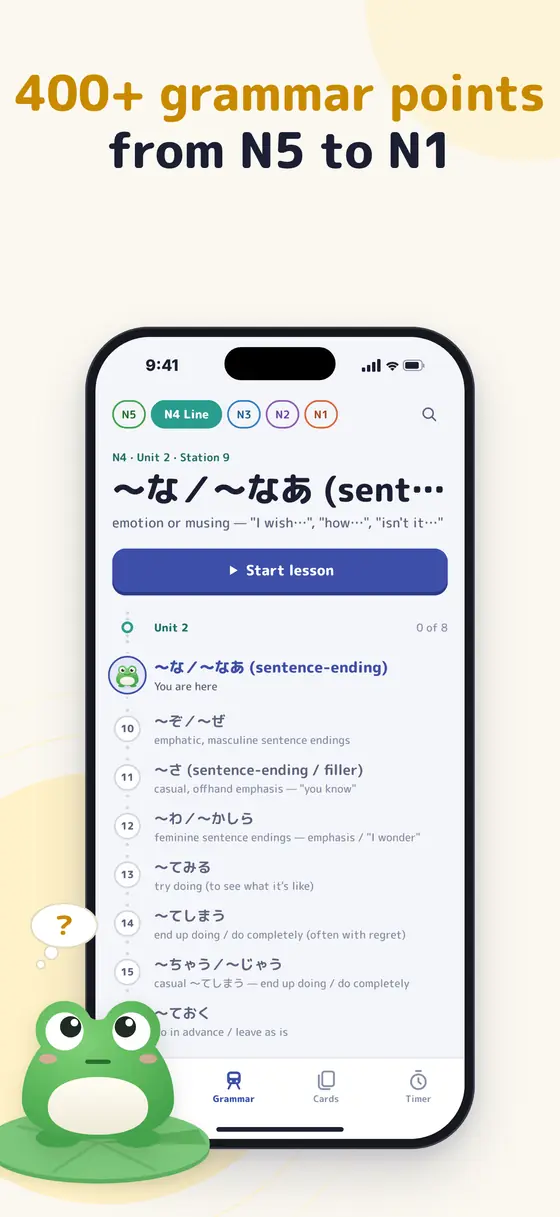 400+ grammar points
from N5 to N1
9:41
N5 N4 Line N3 N2 N1
N4 · Unit 2 · Station 9
〜な／〜なあ (sent…
emotion or musing — "I wish…", "how…", "isn't it…"
Start lesson
Unit 2 0 of 8
〜な／〜なあ (sentence-ending)
You are here
10 〜ぞ／〜ぜ
emphatic, masculine sentence endings
11 〜さ (sentence-ending / filler)
casual, offhand emphasis — "you know"
12 〜わ／〜かしら
feminine sentence endings — emphasis / "I wonder"
13 〜てみる
try doing (to see what it's like)
14 〜てしまう
end up doing / do completely (often with regret)
15 〜ちゃう／〜じゃう
casual 〜てしまう — end up doing / do completely
?
〜ておく
in advance / leave as is
Grammar Cards Timer